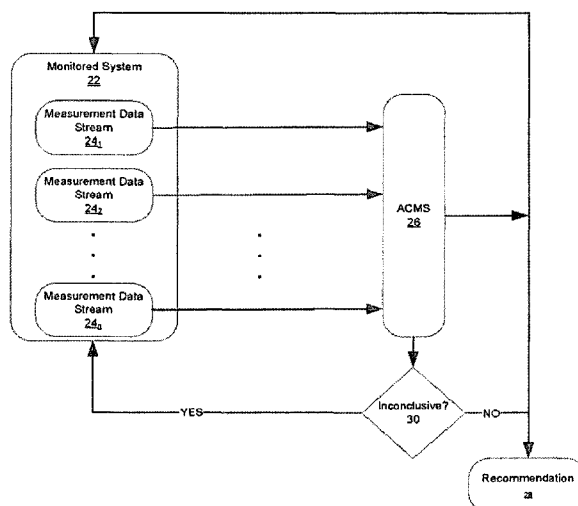 Monitored System
22
Measurement Data
Stream
24₁
Measurement Data
Stream
24₂
Measurement Data
Stream
24ₙ
ACMS
26
Inconclusive?
30
YES
NO
Recommendation